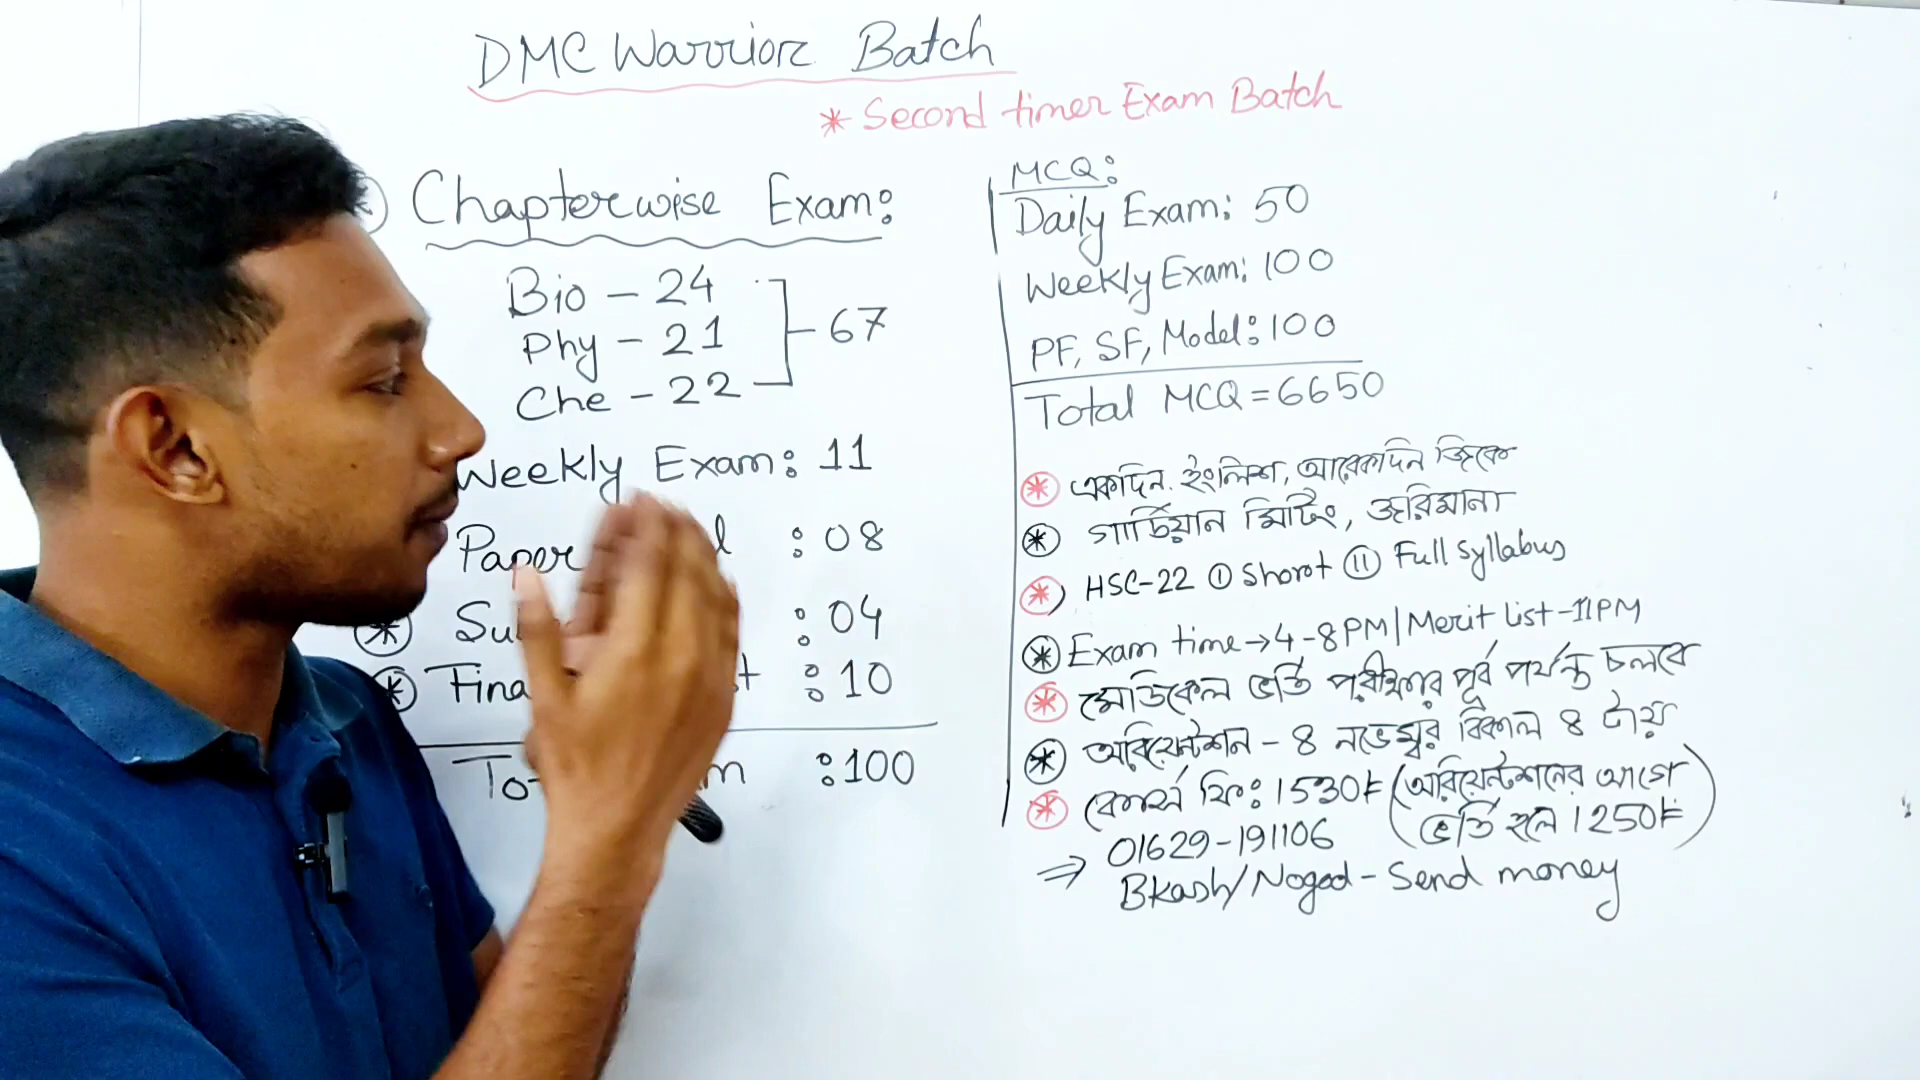 DMC Warrior Batch
* Second timer Exam Batch
Chapterwise Exam:
Bio - 24
Phy - 21
Che - 22
67
Weekly Exam: 11
Paper : 08
: 04
: 10
: 100
MCQ:
Daily Exam: 50
Weekly Exam: 100
PF, SF, Model: 100
Total MCQ = 6650
* একদিন ইংলিশ, আরেকদিন জিকে
* গার্ডিয়ান মিটিং, জরিমানা
* HSC-22 ① Short ⑪ Full Syllabus
* Exam time → 4-8PM / Merit List - 11PM
* মেডিকেল ভর্তি পরীক্ষার পূর্ব পর্যন্ত চলবে
* অরিয়েন্টেশন - ৪ নভেম্বর বিকাল ৪ টায়
* কোর্স ফি: 1530৳ (অরিয়েন্টেশনের আগে
ভর্তি হলে 1250৳)
01629-191106
⇒ Bkash/Nogod - Send money